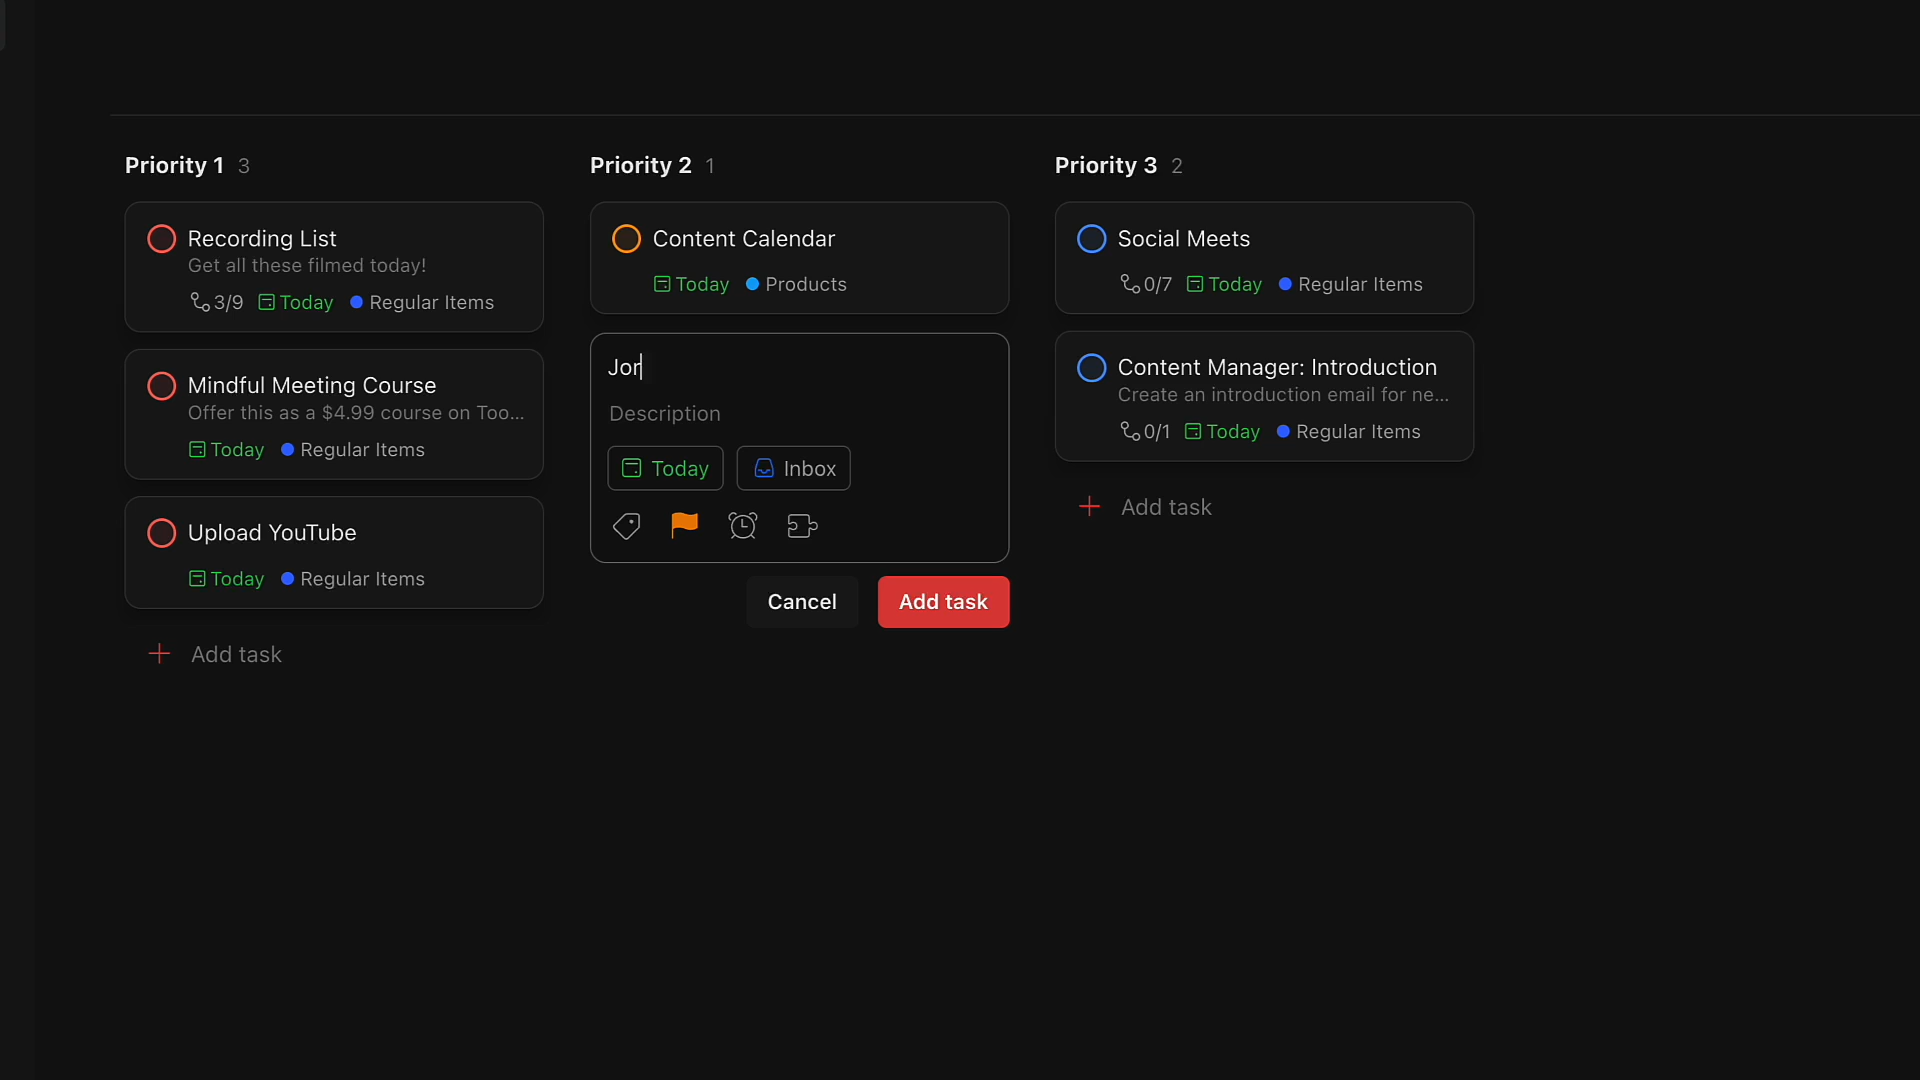 Priority 1 3
Recording List
Get all these filmed today!
3/9 Today Regular Items
Mindful Meeting Course
Offer this as a $4.99 course on Too...
Today Regular Items
Upload YouTube
Today Regular Items
Add task
Priority 2 1
Content Calendar
Today Products
Jor
Description
Today Inbox
Cancel Add task
Priority 3 2
Social Meets
0/7 Today Regular Items
Content Manager: Introduction
Create an introduction email for ne...
0/1 Today Regular Items
Add task